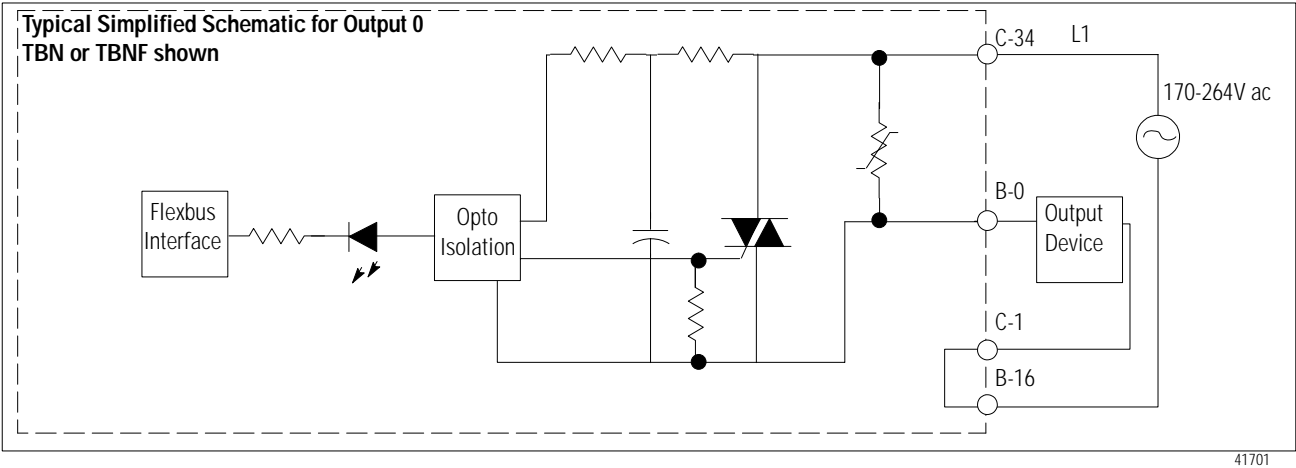 Typical Simplified Schematic for Output 0
TBN or TBNF shown
C-34
L1
170-264V ac
B-0
Flexbus
Interface
Opto
Isolation
Output
Device
C-1
B-16
41701